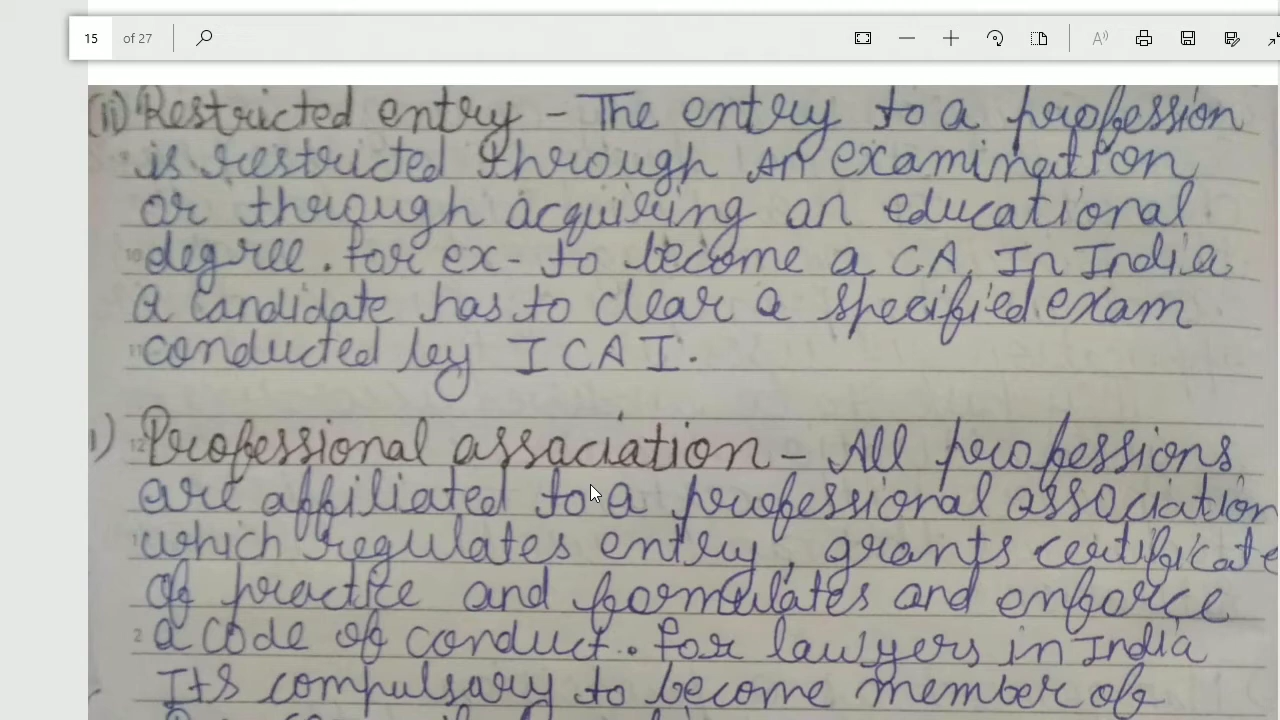 15 of 27
(ii) Restricted entry - The entry to a profession
is restricted through an examination
or through acquiring an educational
degree. for ex- to become a CA, In India
a candidate has to clear a specified exam
conducted by ICAI.
i) Professional association - All professions
are affiliated to a professional association
which regulates entry, grants certificate
of practice and formulates and enforce
a code of conduct. for lawyers in India
Its compulsary to become member of